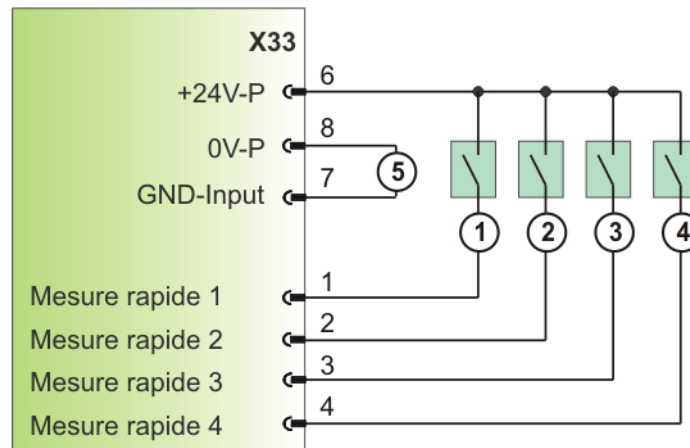 X33
+24V-P 6
0V-P 8
5
GND-Input 7
1 2 3 4
Mesure rapide 1 1
Mesure rapide 2 2
Mesure rapide 3 3
Mesure rapide 4 4